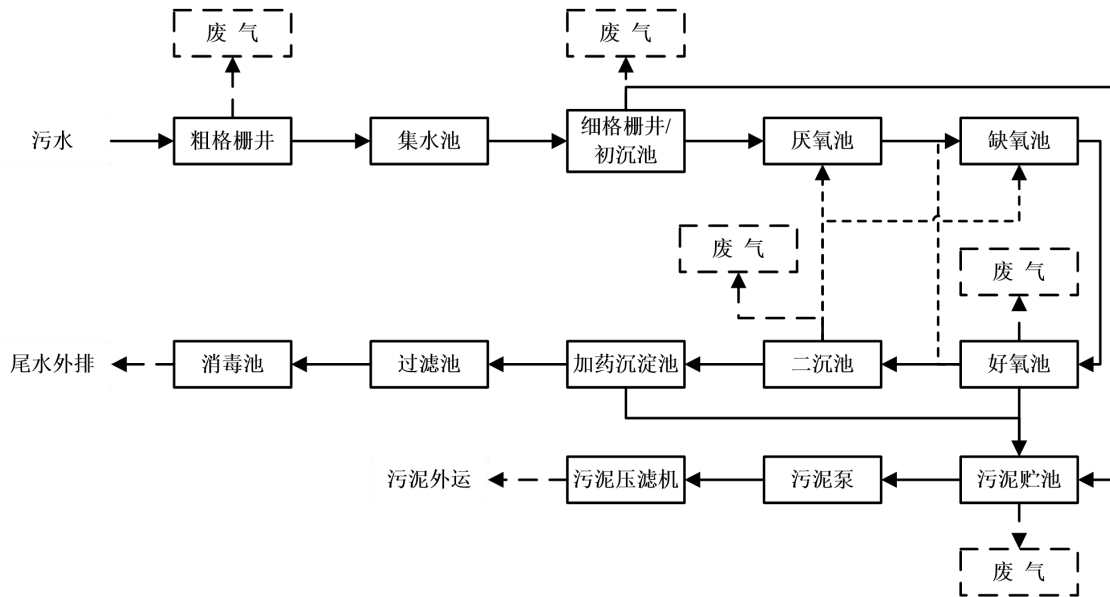 废 气
废 气
污水
粗格栅井
集水池
细格栅井/
初沉池
厌氧池
缺氧池
废 气
废 气
尾水外排
消毒池
过滤池
加药沉淀池
二沉池
好氧池
污泥外运
污泥压滤机
污泥泵
污泥贮池
废 气